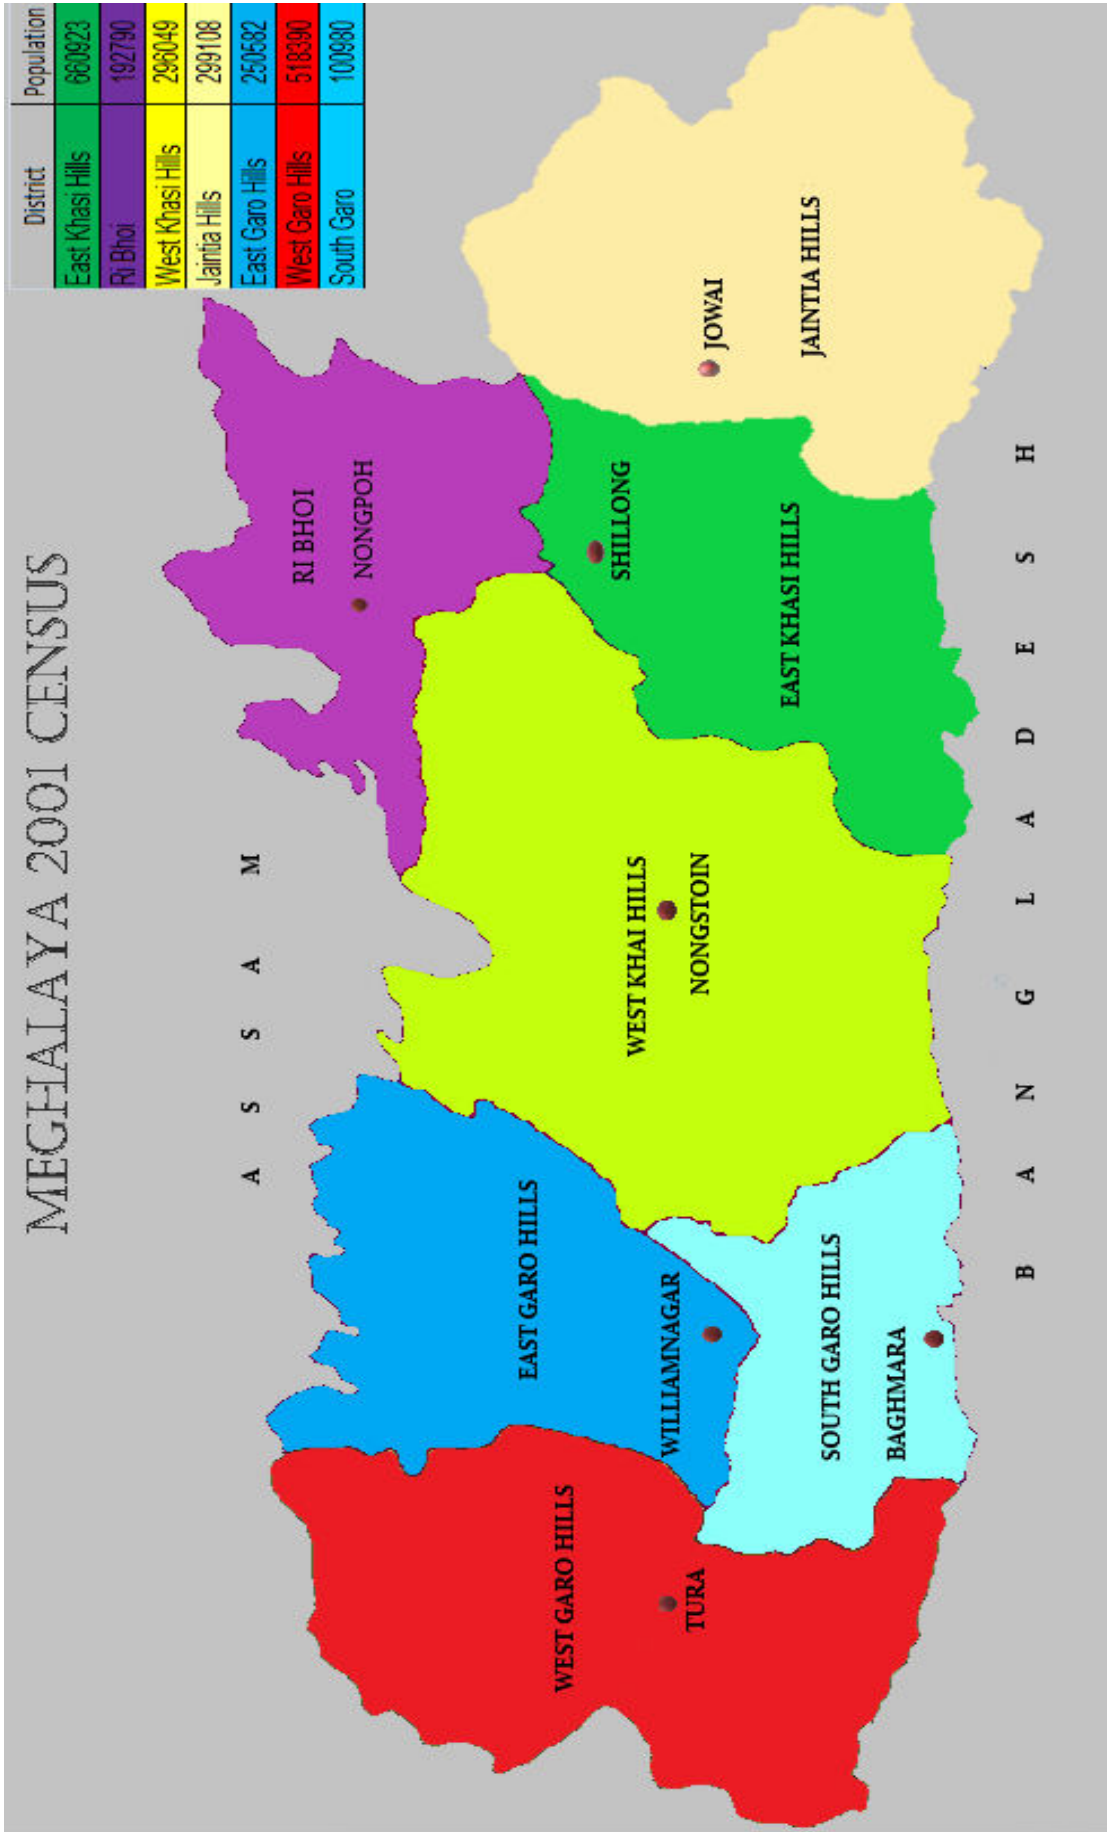 MEGHALAYA 2001 CENSUS
District Population
East Khasi Hills 660923
Ri Bhoi 192790
West Khasi Hills 296049
Jaintia Hills 299108
East Garo Hills 250582
West Garo Hills 518390
South Garo 100980
A S S A M
RI BHOI
NONGPOH
WEST GARO HILLS
TURA
EAST GARO HILLS
WILLIAMNAGAR
SOUTH GARO HILLS
BAGHMARA
WEST KHAI HILLS
NONGSTOIN
SHILLONG
EAST KHASI HILLS
JOWAI
JAINTIA HILLS
B A N G L A D E S H